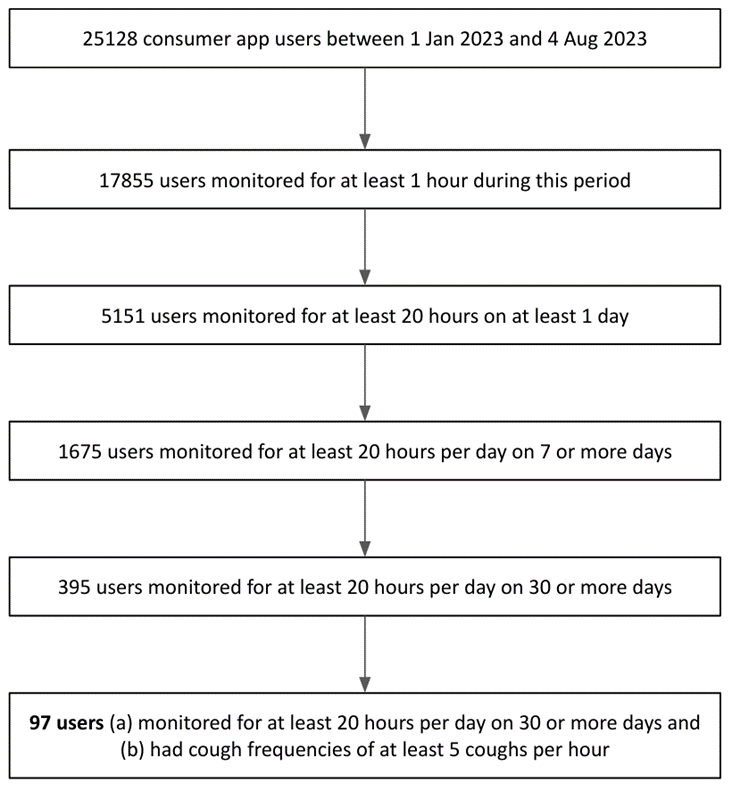 25128 consumer app users between 1 Jan 2023 and 4 Aug 2023
17855 users monitored for at least 1 hour during this period
5151 users monitored for at least 20 hours on at least 1 day
1675 users monitored for at least 20 hours per day on 7 or more days
395 users monitored for at least 20 hours per day on 30 or more days
97 users (a) monitored for at least 20 hours per day on 30 or more days and
(b) had cough frequencies of at least 5 coughs per hour